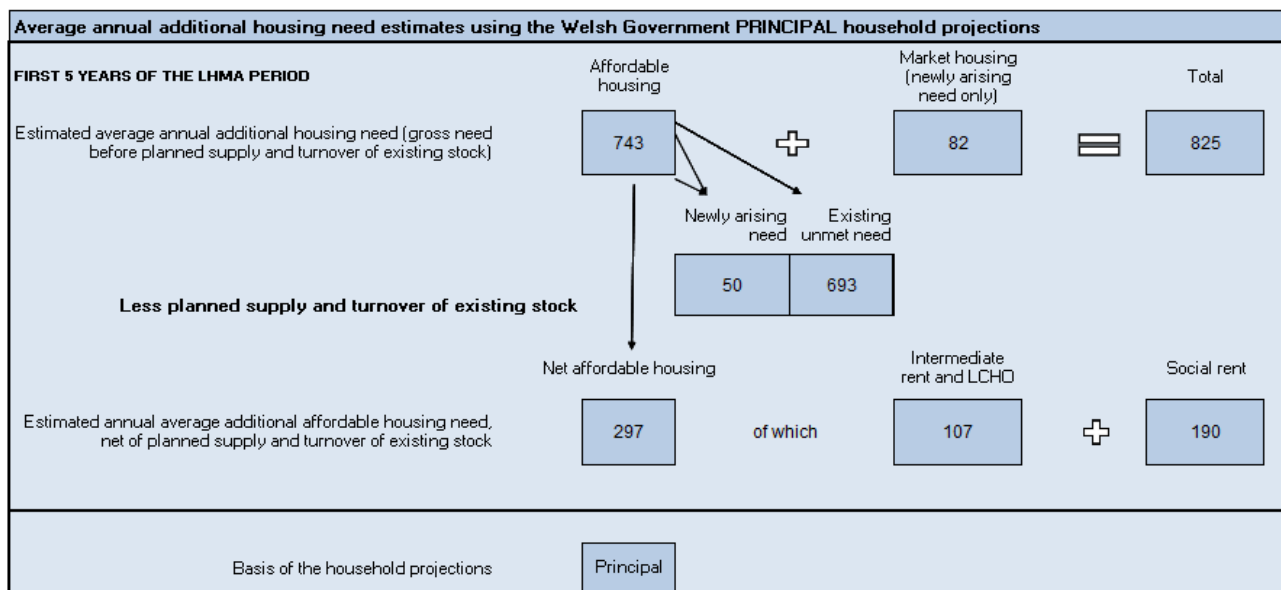 Average annual additional housing need estimates using the Welsh Government PRINCIPAL household projections
FIRST 5 YEARS OF THE LHMA PERIOD
Affordable
housing
Market housing
(newly arising
need only)
Total
Estimated average annual additional housing need (gross need
before planned supply and turnover of existing stock)
743
82
825
Newly arising
need
Existing
unmet need
50
693
Less planned supply and turnover of existing stock
Net affordable housing
Intermediate
rent and LCHO
Social rent
Estimated annual average additional affordable housing need,
net of planned supply and turnover of existing stock
297
of which
107
190
Basis of the household projections
Principal